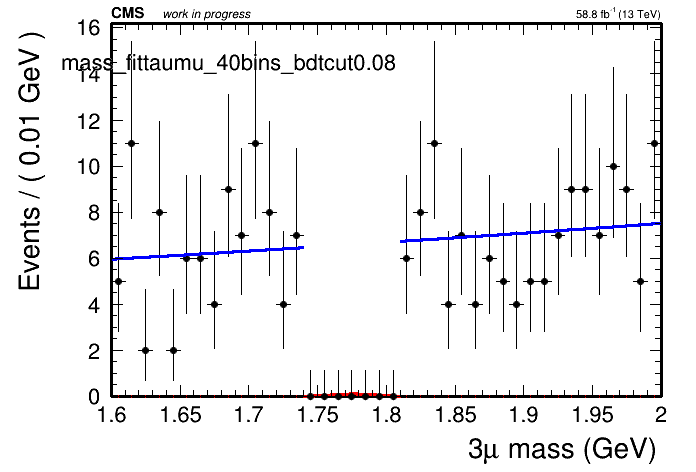 CMS work in progress 58.8 fb-1 (13 TeV)
mass_fittaumu_40bins_bdtcut0.08
Events / ( 0.01 GeV )
16
14
12
10
8
6
4
2
0
1.6 1.65 1.7 1.75 1.8 1.85 1.9 1.95 2
3μ mass (GeV)